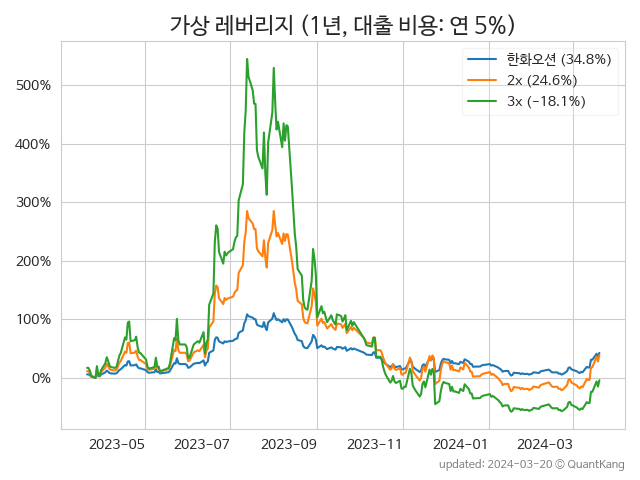 가상 레버리지 (1년, 대출 비용: 연 5%)
한화오션 (34.8%)
2x (24.6%)
3x (-18.1%)
500%
400%
300%
200%
100%
0%
2023-05
2023-07
2023-09
2023-11
2024-01
2024-03
updated: 2024-03-20 © QuantKang